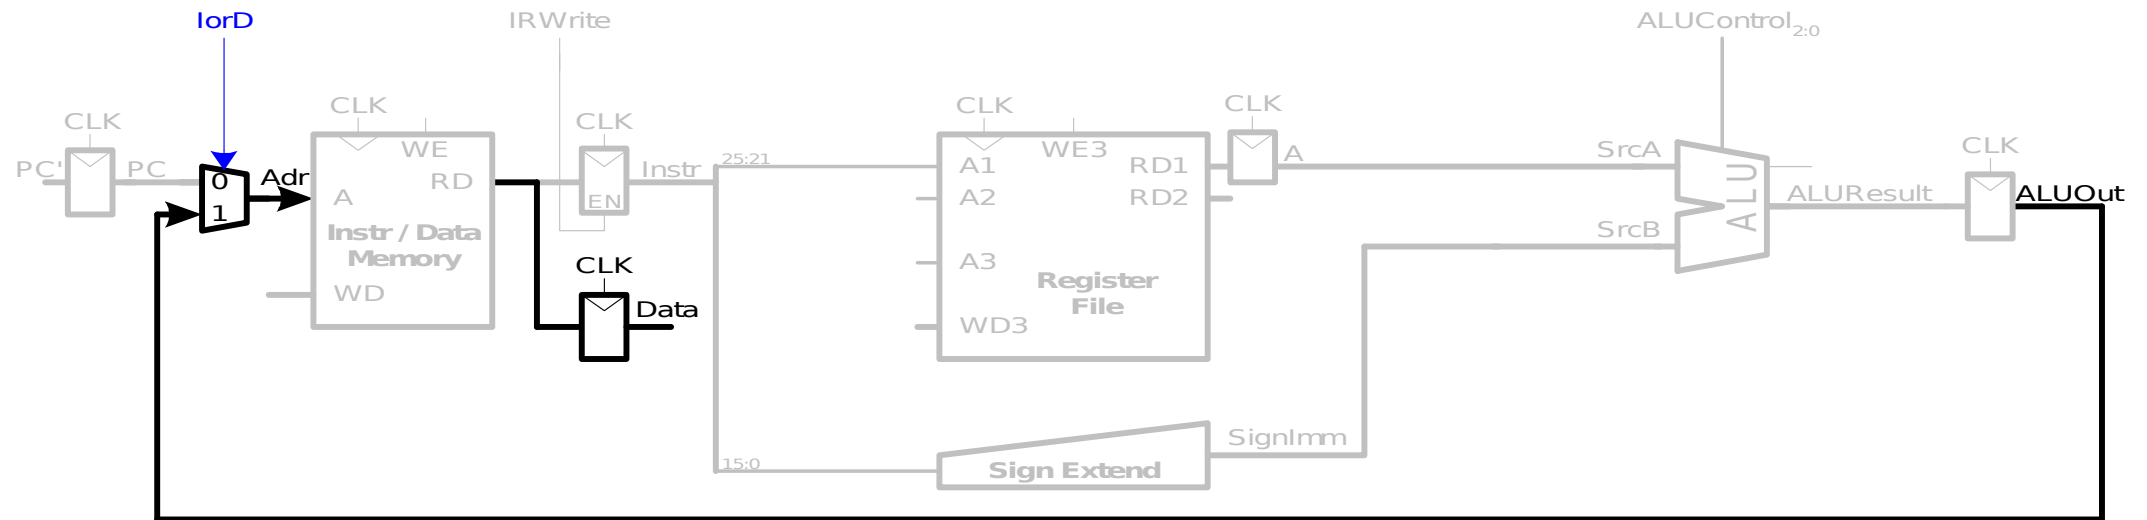 IorD
IRWrite
ALUControl2:0
CLK
CLK
CLK
CLK
CLK
CLK
PC'
PC
0
1
Adr
WE
RD
A
Instr / Data
Memory
WD
EN
Instr
25:21
A1
WE3
RD1
A2
RD2
A3
Register
File
WD3
A
SrcA
SrcB
ALU
ALUResult
ALUOut
CLK
Data
15:0
Sign Extend
SignImm